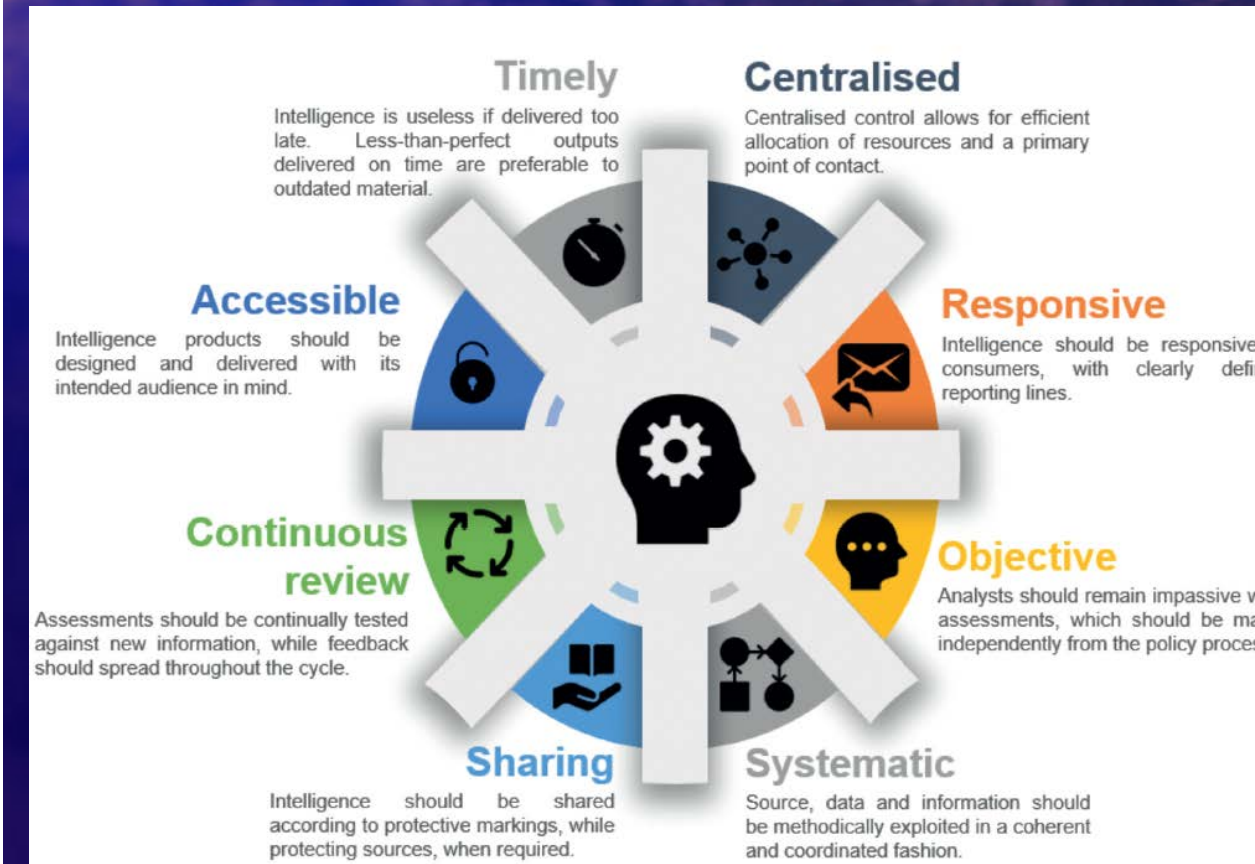 Timely
Intelligence is useless if delivered too
late. Less-than-perfect outputs
delivered on time are preferable to
outdated material.
Centralised
Centralised control allows for efficient
allocation of resources and a primary
point of contact.
Accessible
Intelligence products should be
designed and delivered with its
intended audience in mind.
Responsive
Intelligence should be responsive
consumers, with clearly
reporting lines.
Continuous
review
Assessments should be continually tested
against new information, while feedback
should spread throughout the cycle.
Objective
Analysts should remain impassive
assessments, which should be
independently from the policy
Sharing
Intelligence should be shared
according to protective markings, while
protecting sources, when required.
Systematic
Source, data and information should
be methodically exploited in a coherent
and coordinated fashion.